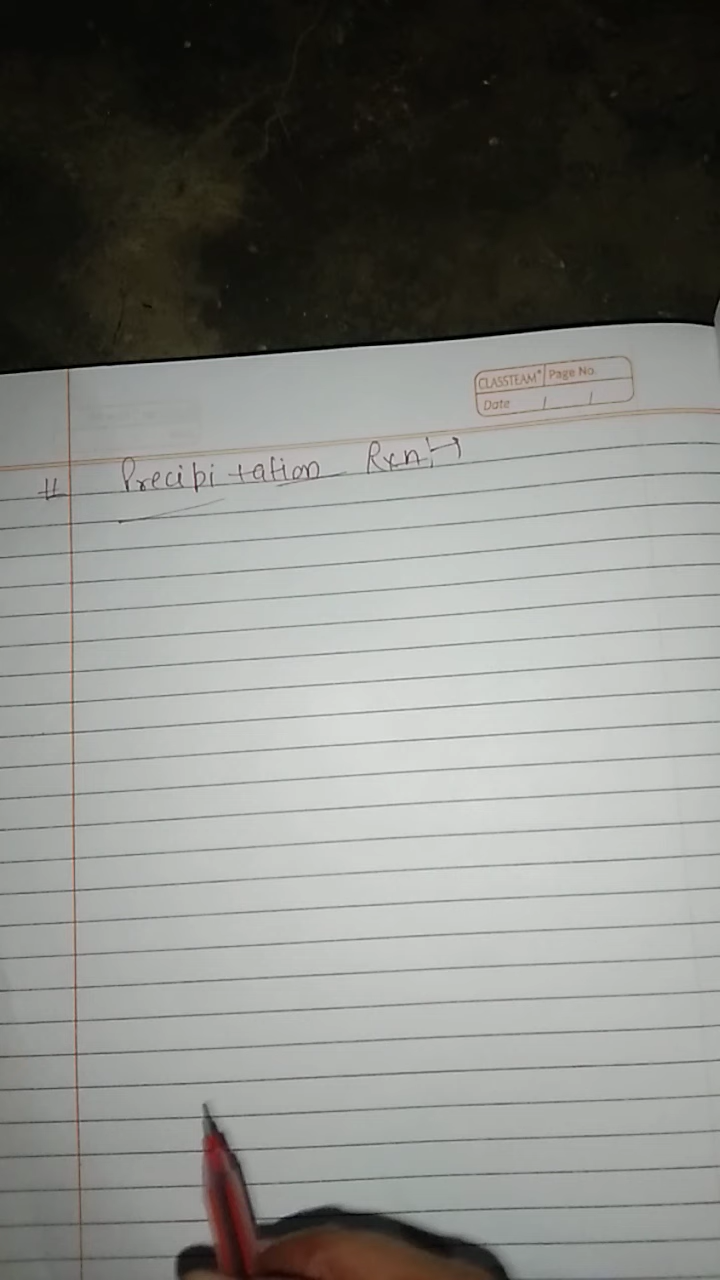 CLASSTEAM® Page No.
Date / /
# Precipitation Rxn:→